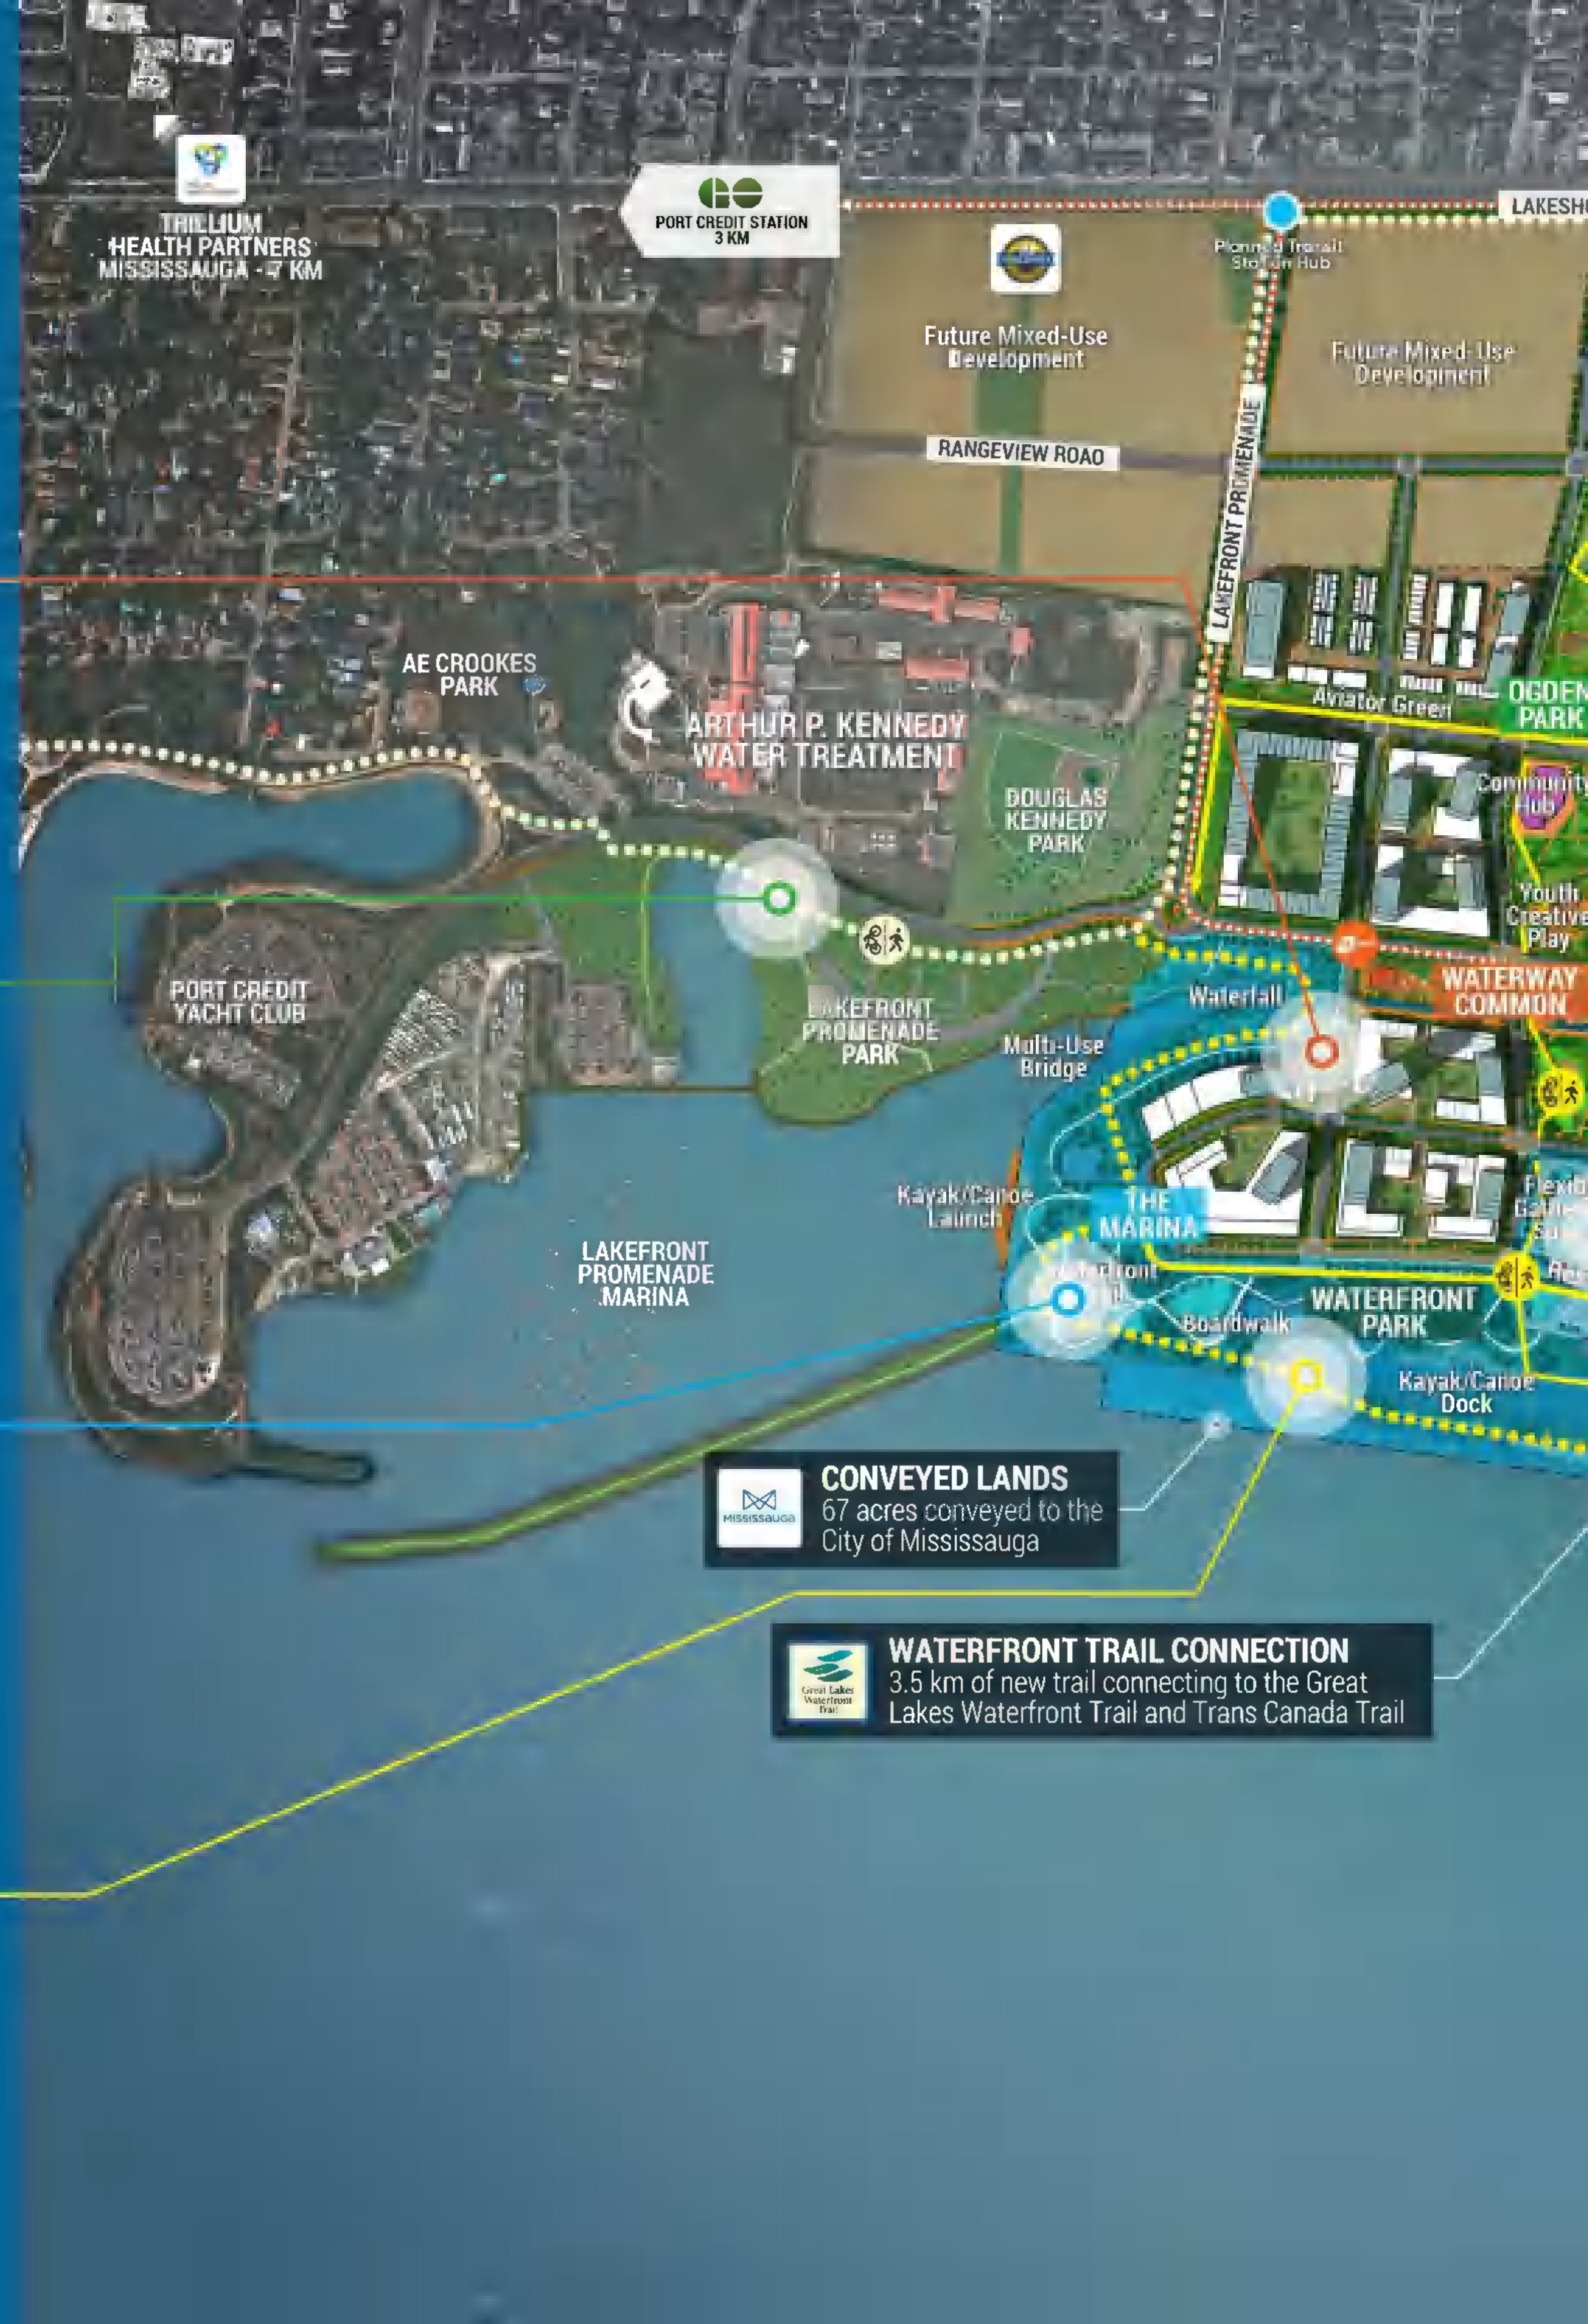 TRILLIUM
HEALTH PARTNERS
MISSISSAUGA - 7 KM
PORT CREDIT STATION
3 KM
LAKESHO
Planned Transit
Station Hub
Future Mixed-Use
Development
Future Mixed-Use
Development
RANGEVIEW ROAD
LAKEFRONT PROMENADE
AE CROOKES
PARK
ARTHUR P. KENNEDY
WATER TREATMENT
DOUGLAS
KENNEDY
PARK
Aviator Green
OGDEN
PARK
Community
Hub
Youth
Creative
Play
WATERWAY
COMMON
PORT CREDIT
YACHT CLUB
LAKEFRONT
PROMENADE
PARK
Waterfall
Multi-Use
Bridge
Kayak/Canoe
Launch
THE
MARINA
LAKEFRONT
PROMENADE
MARINA
Boardwalk
WATERFRONT
PARK
Kayak/Canoe
Dock
MISSISSAUGA
CONVEYED LANDS
67 acres conveyed to the
City of Mississauga
Great Lakes
Waterfront
Trail
WATERFRONT TRAIL CONNECTION
3.5 km of new trail connecting to the Great
Lakes Waterfront Trail and Trans Canada Trail